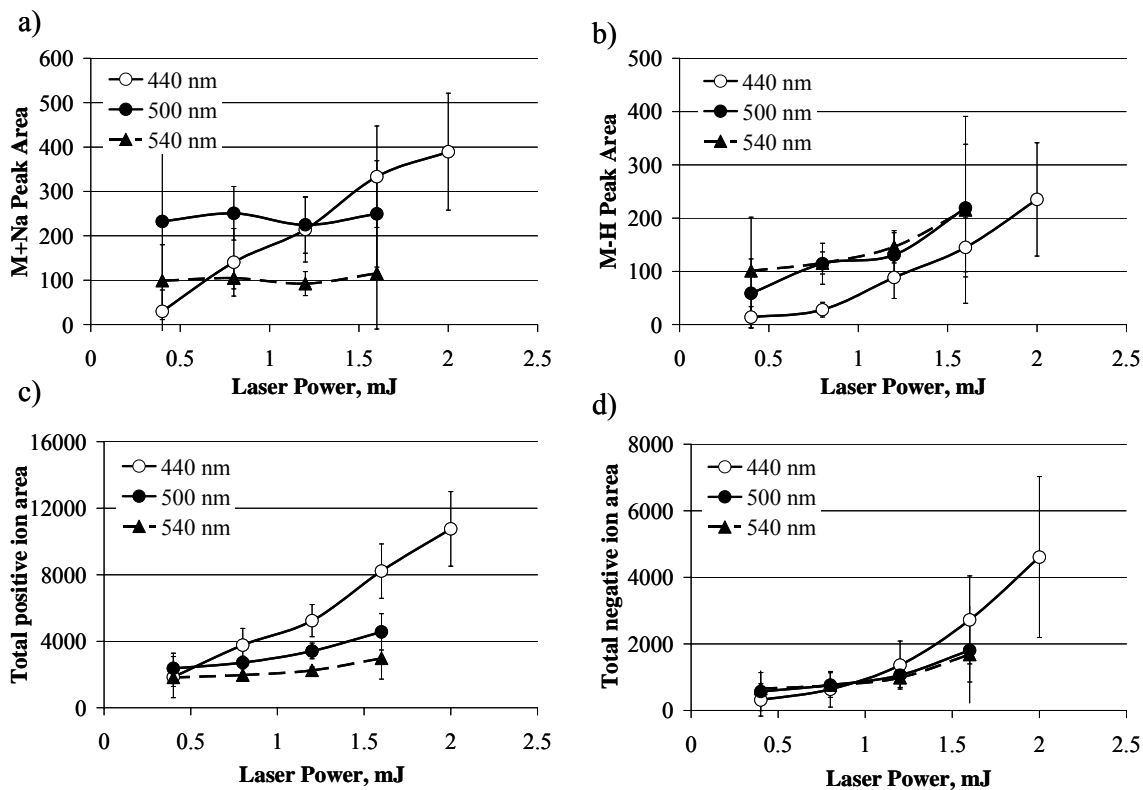 a)
M+Na Peak Area
600
500
400
300
200
100
0
440 nm
500 nm
540 nm
0
0.5
1
1.5
2
2.5
Laser Power, mJ
b)
M-H Peak Area
500
400
300
200
100
0
440 nm
500 nm
540 nm
0
0.5
1
1.5
2
2.5
Laser Power, mJ
c)
Total positive ion area
16000
12000
8000
4000
0
440 nm
500 nm
540 nm
0
0.5
1
1.5
2
2.5
Laser Power, mJ
d)
Total negative ion area
8000
6000
4000
2000
0
440 nm
500 nm
540 nm
0
0.5
1
1.5
2
2.5
Laser Power, mJ